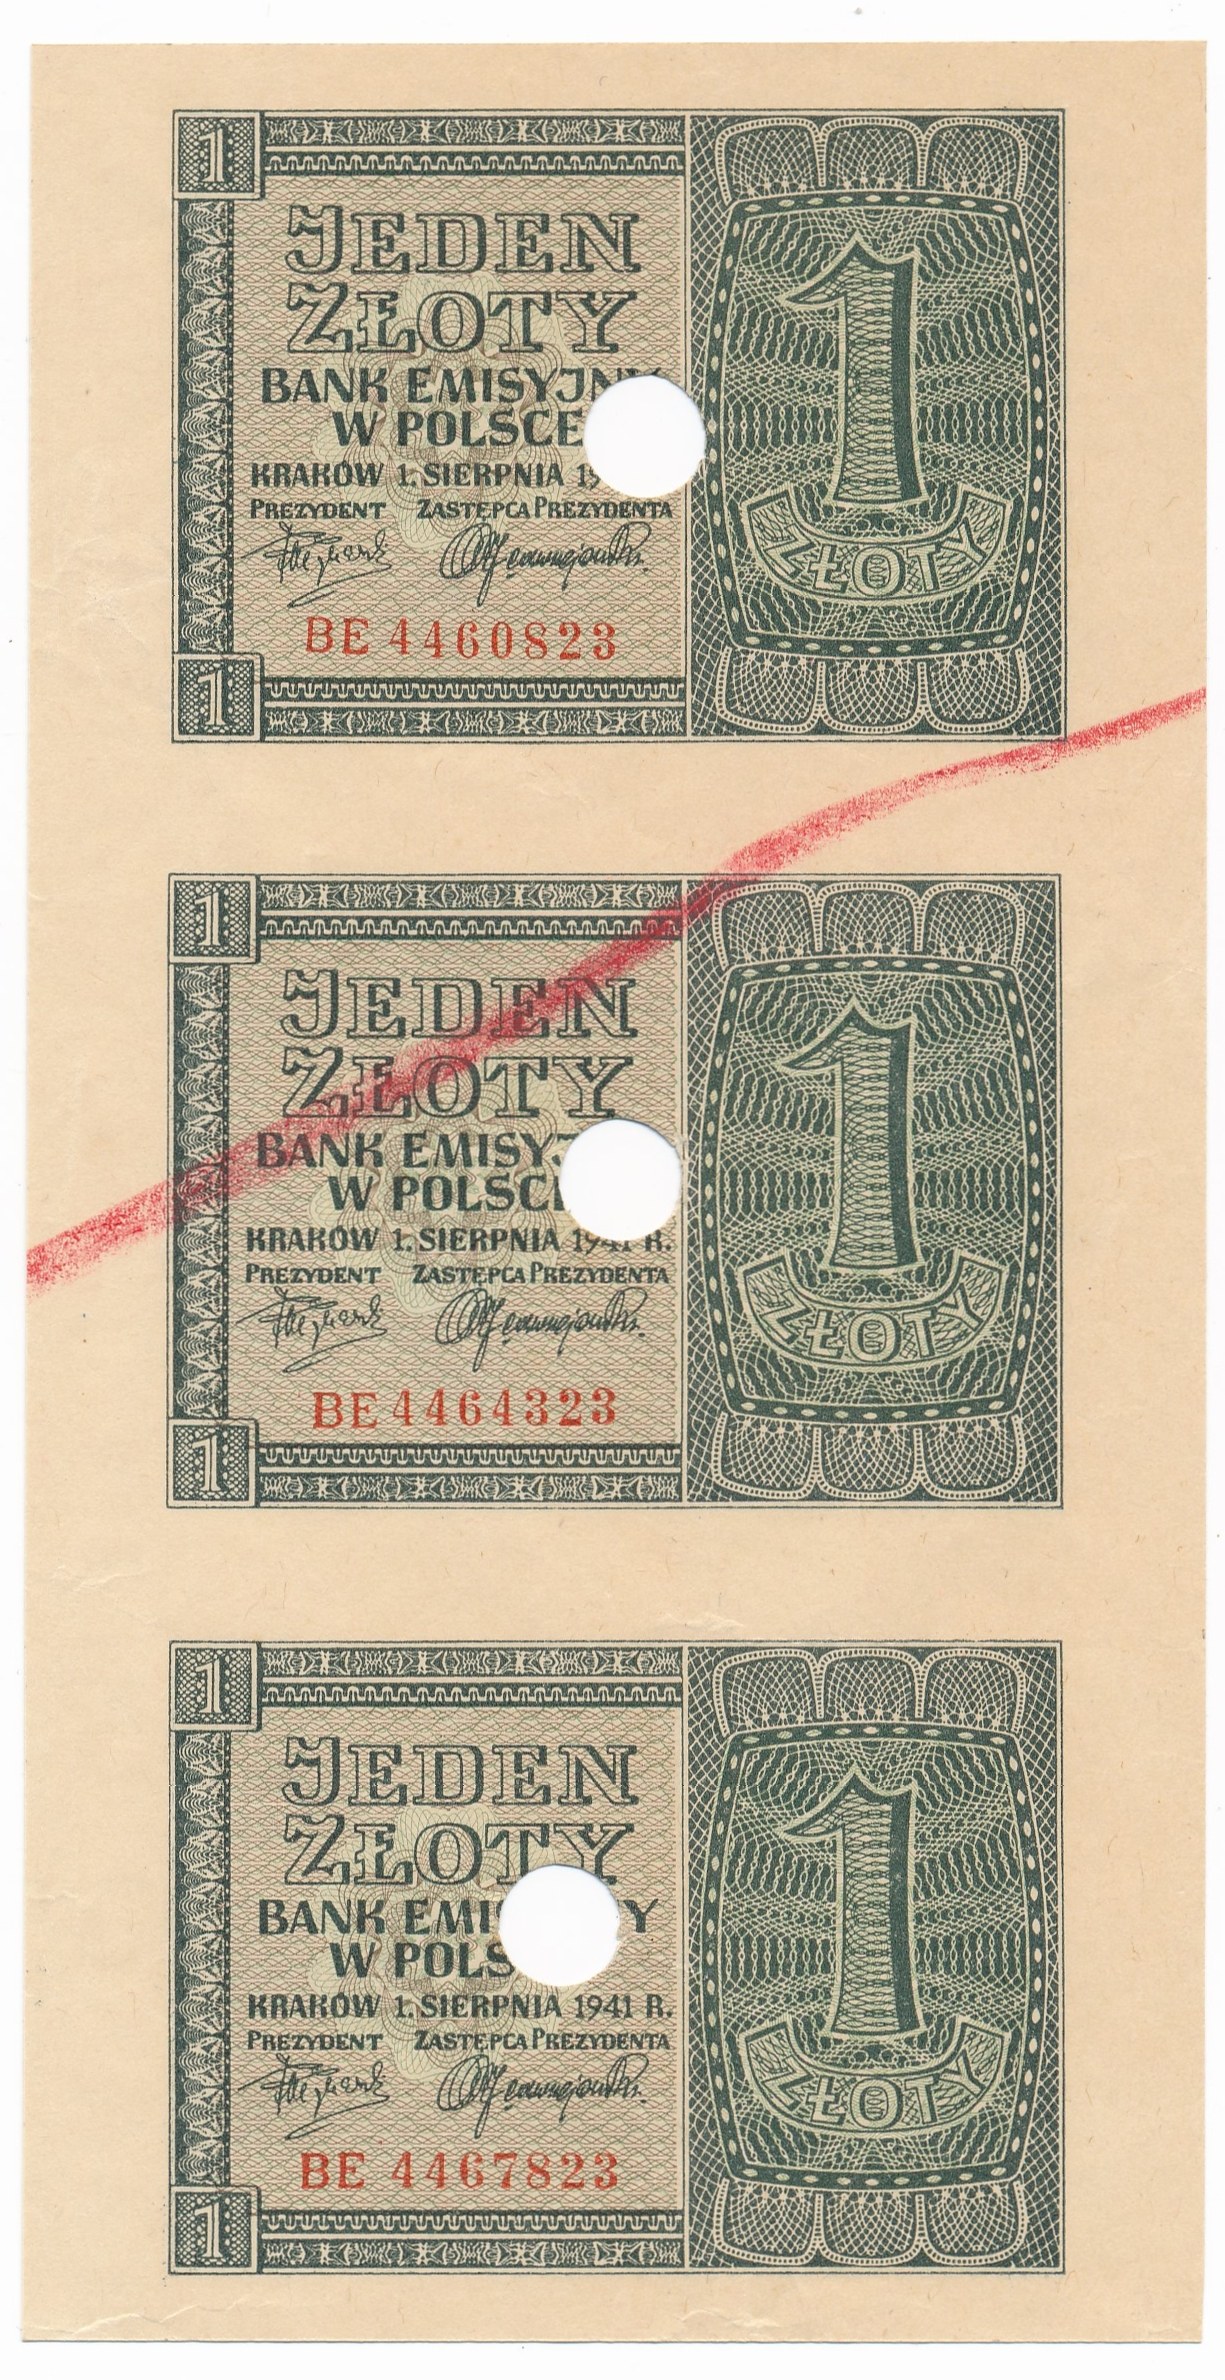 1
JEDEN
ZŁOTY
BANK EMISYJNY
W POLSCE
KRAKÓW 1. SIERPNIA 19
PREZYDENT ZASTĘPCA PREZYDENTA
BE 4460823
1
1
ZŁOTY
1
JEDEN
ZŁOTY
BANK EMISYJ
W POLSC
KRAKÓW 1. SIERPNIA 1941 R.
PREZYDENT ZASTĘPCA PREZYDENTA
BE 4464323
1
1
ZŁOTY
1
JEDEN
ZŁOTY
BANK EMIS Y
W POLS
KRAKÓW 1. SIERPNIA 1941 R.
PREZYDENT ZASTĘPCA PREZYDENTA
BE 4467823
1
1
ZŁOTY